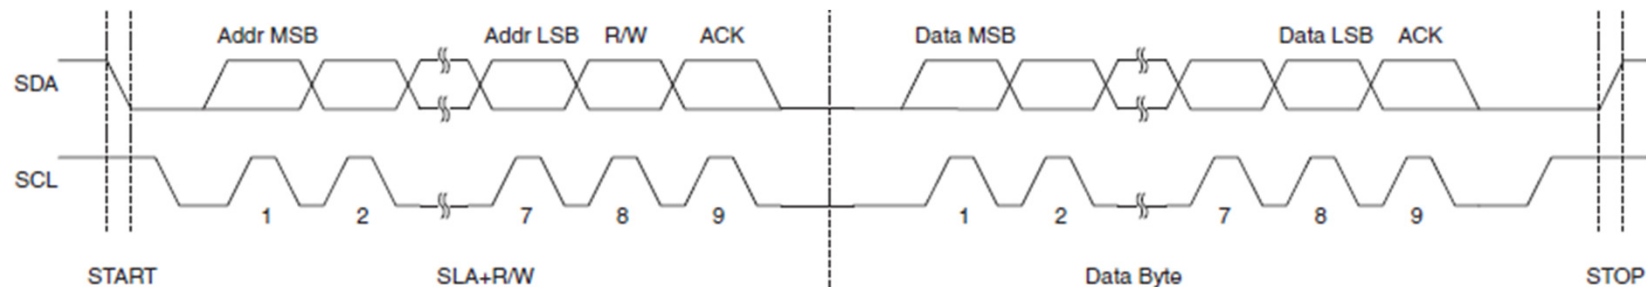 Addr MSB Addr LSB R/W ACK Data MSB Data LSB ACK
SDA
SCL
1 2 7 8 9 1 2 7 8 9
START SLA+R/W Data Byte STOP